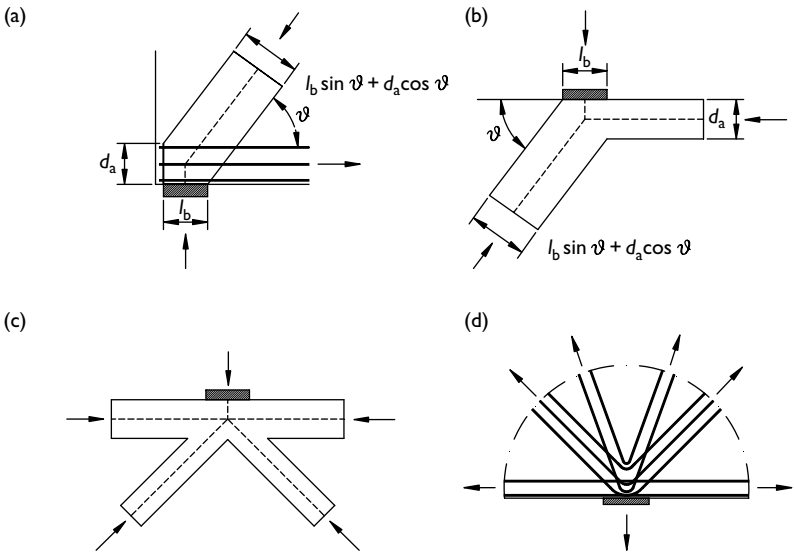 (a)
l_b sin ϑ + d_a cos ϑ
ϑ
d_a
l_b
(b)
l_b
d_a
ϑ
l_b sin ϑ + d_a cos ϑ
(c)
(d)